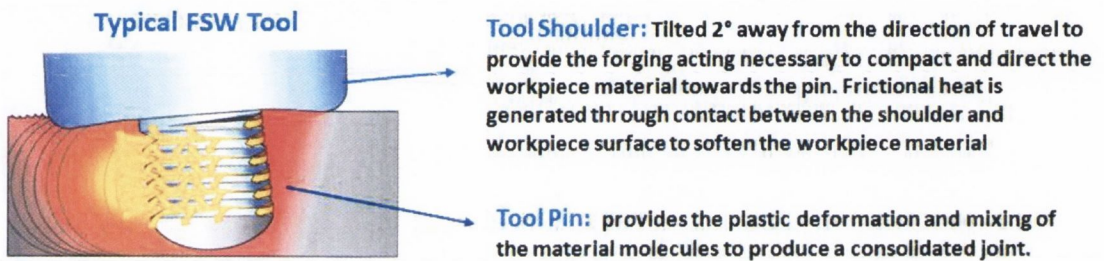 Typical FSW Tool
Tool Shoulder: Tilted 2° away from the direction of travel to
provide the forging acting necessary to compact and direct the
workpiece material towards the pin. Frictional heat is
generated through contact between the shoulder and
workpiece surface to soften the workpiece material
Tool Pin: provides the plastic deformation and mixing of
the material molecules to produce a consolidated joint.